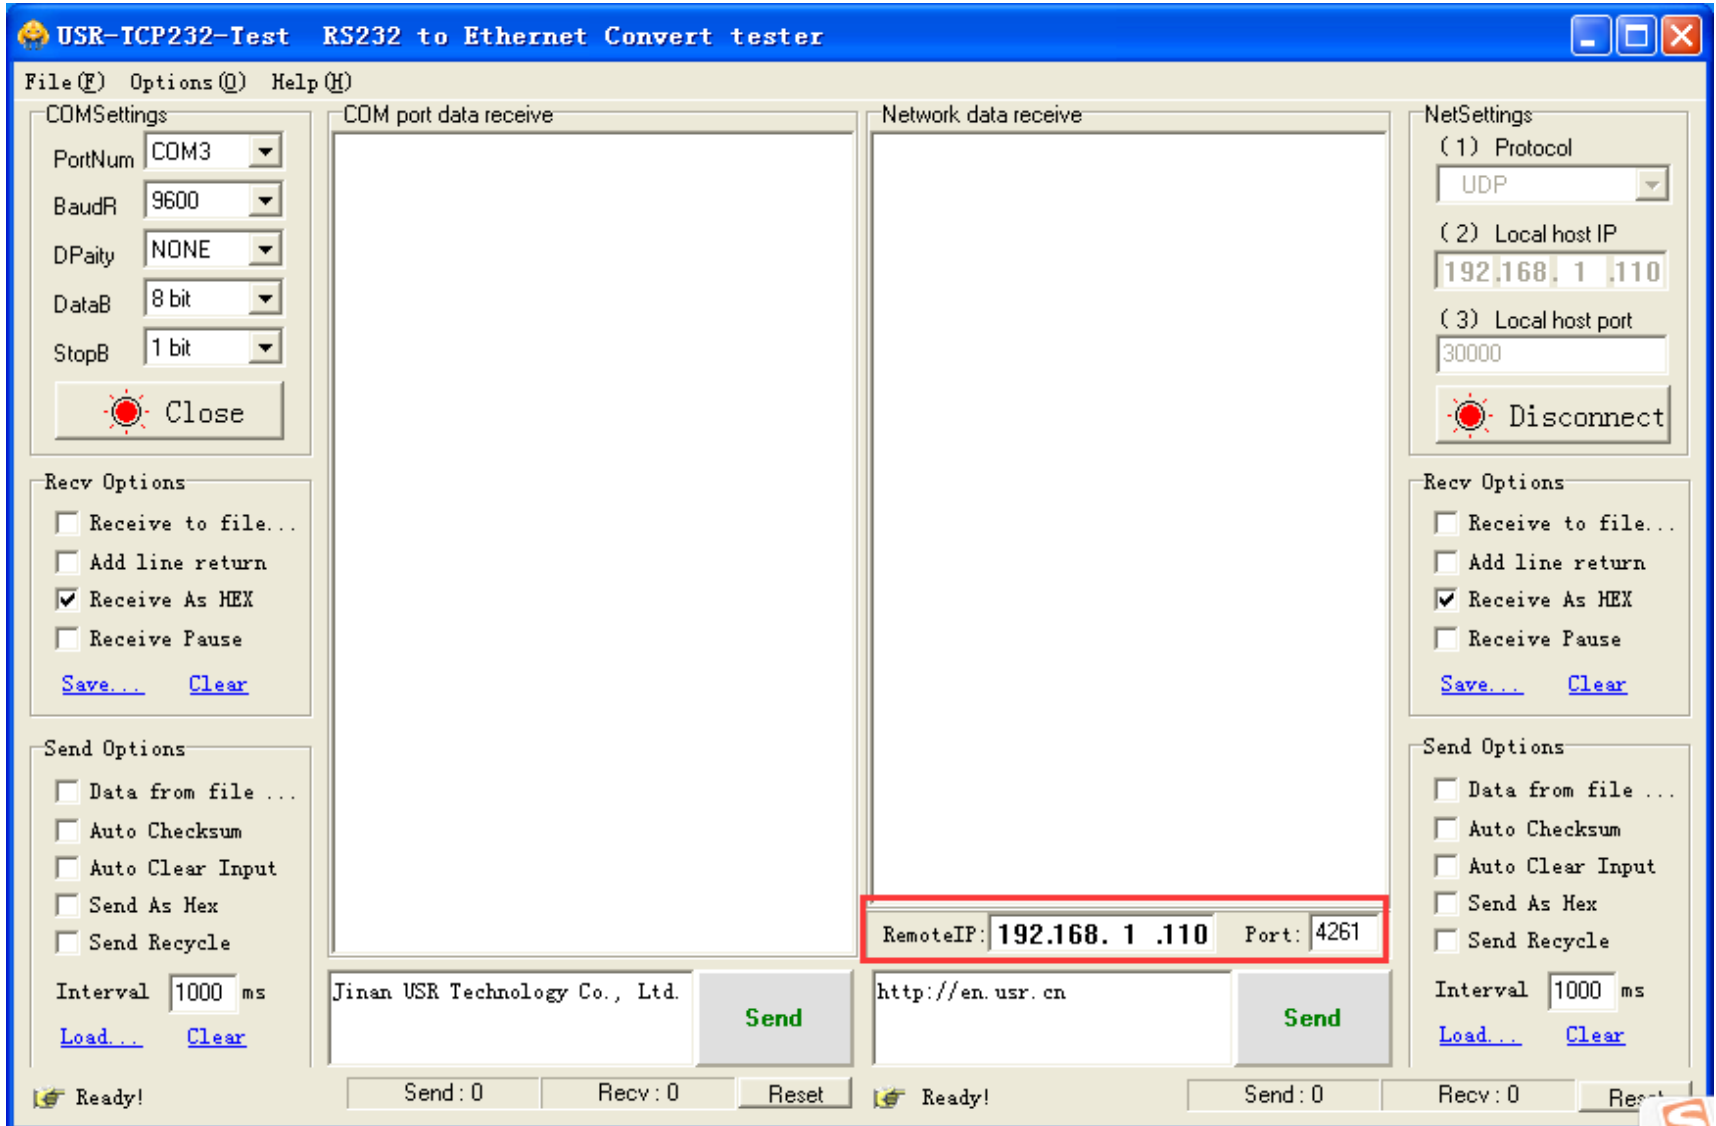 USR-TCP232-Test   RS232 to Ethernet Convert tester
File(F)  Options(O)  Help(H)
COMSettings
PortNum COM3
BaudR 9600
DPaity NONE
DataB 8 bit
StopB 1 bit
Close
Recv Options
Receive to file...
Add line return
Receive As HEX
Receive Pause
Save...  Clear
Send Options
Data from file ...
Auto Checksum
Auto Clear Input
Send As Hex
Send Recycle
Interval 1000 ms
Load...  Clear
Ready!
COM port data receive
Jinan USR Technology Co., Ltd.
Send
Send : 0  Recv : 0  Reset
Network data receive
RemoteIP: 192.168. 1 .110  Port: 4261
http://en.usr.cn
Send
Ready!
Send : 0  Recv : 0
NetSettings
(1) Protocol
UDP
(2) Local host IP
192.168. 1 .110
(3) Local host port
30000
Disconnect
Recv Options
Receive to file...
Add line return
Receive As HEX
Receive Pause
Save...  Clear
Send Options
Data from file ...
Auto Checksum
Auto Clear Input
Send As Hex
Send Recycle
Interval 1000 ms
Load...  Clear